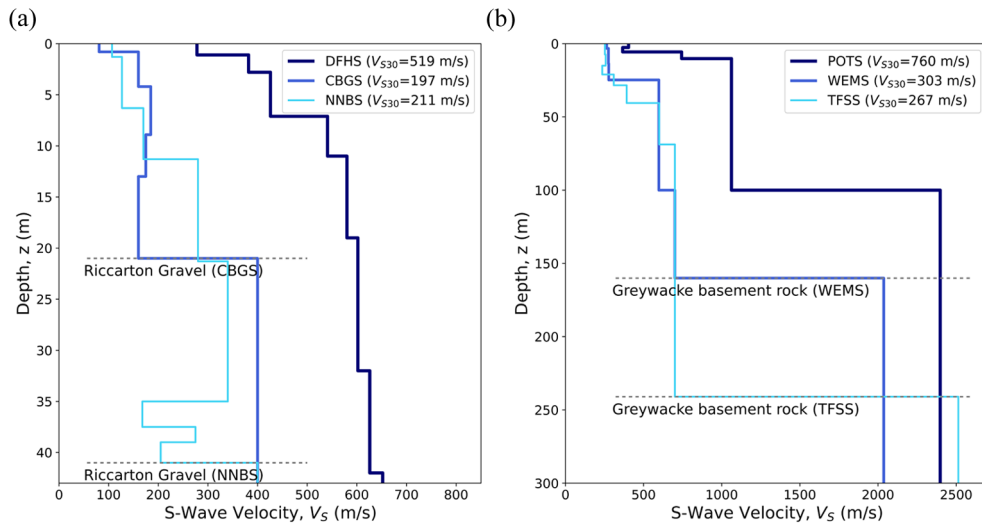 (a)
0
5
10
15
20
25
30
35
40
Depth, z (m)
DFHS (VS30=519 m/s)
CBGS (VS30=197 m/s)
NNBS (VS30=211 m/s)
Riccarton Gravel (CBGS)
Riccarton Gravel (NNBS)
0 100 200 300 400 500 600 700 800
S-Wave Velocity, VS (m/s)
(b)
0
50
100
150
200
250
300
Depth, z (m)
POTS (VS30=760 m/s)
WEMS (VS30=303 m/s)
TFSS (VS30=267 m/s)
Greywacke basement rock (WEMS)
Greywacke basement rock (TFSS)
0 500 1000 1500 2000 2500
S-Wave Velocity, VS (m/s)